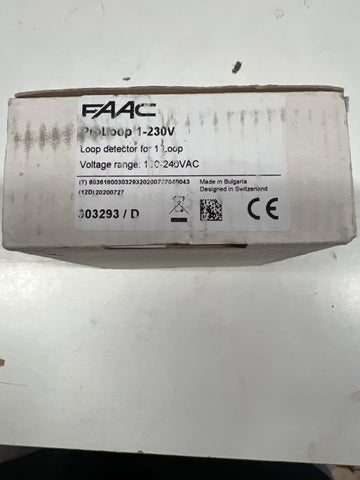 FAAC
ProLoop 1-230V
Loop detector for 1 Loop
Voltage range: 100-240VAC
Made in Bulgaria
(12D)20200727
Designed in Switzerland
303293 / D
CE